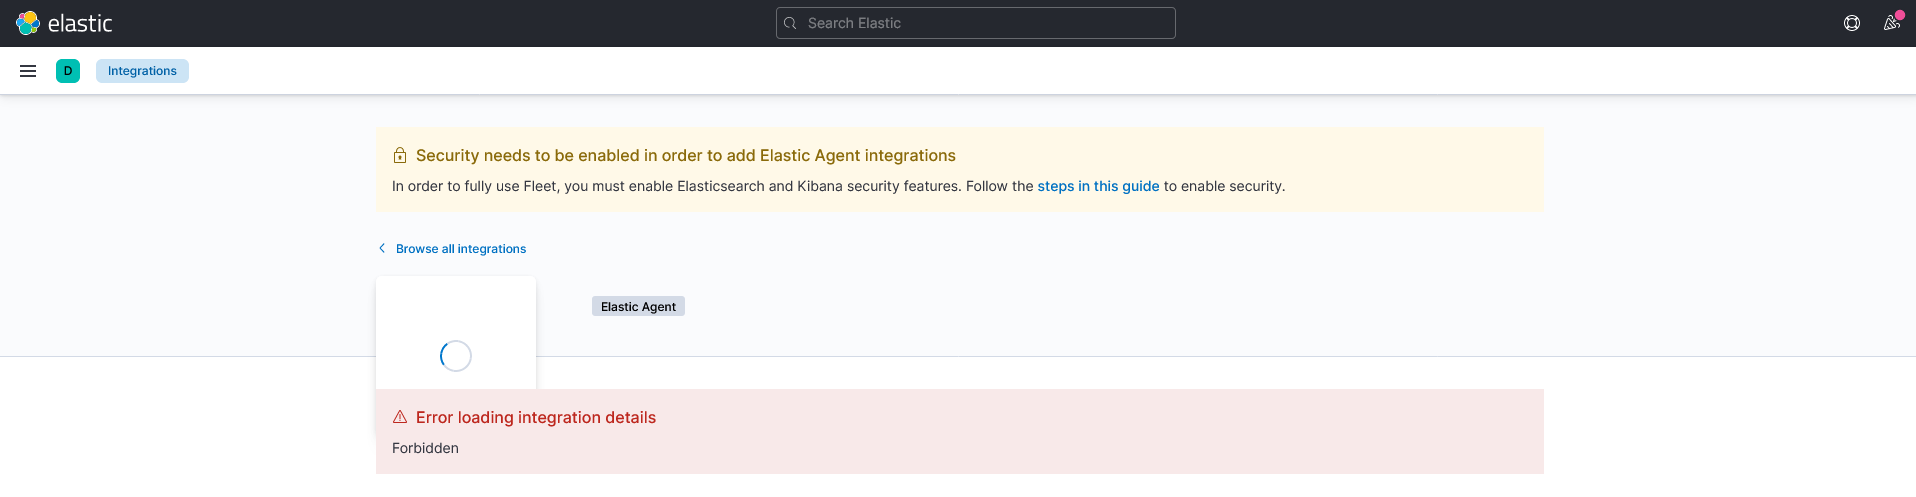 elastic
Search Elastic
D
Integrations
Security needs to be enabled in order to add Elastic Agent integrations
In order to fully use Fleet, you must enable Elasticsearch and Kibana security features. Follow the steps in this guide to enable security.
Browse all integrations
Elastic Agent
Error loading integration details
Forbidden